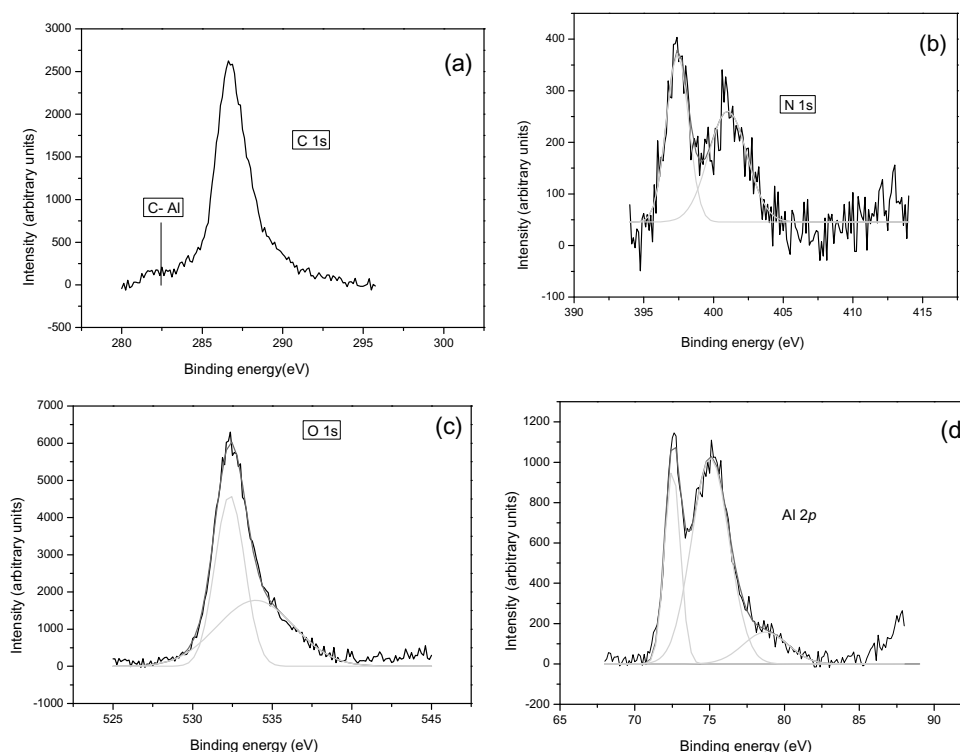 3000
2500
2000
1500
1000
500
0
-500
280 285 290 295 300
Intensity (arbitrary units)
Binding energy(eV)
(a)
C 1s
C- Al
400
300
200
100
0
-100
390 395 400 405 410 415
Intensity (arbitrary units)
Binding energy (eV)
(b)
N 1s
7000
6000
5000
4000
3000
2000
1000
0
-1000
525 530 535 540 545
Intensity (arbitrary units)
Binding energy (eV)
(c)
O 1s
1200
1000
800
600
400
200
0
-200
65 70 75 80 85 90
Intensity (arbitrary units)
Binding energy (eV)
(d
Al 2p